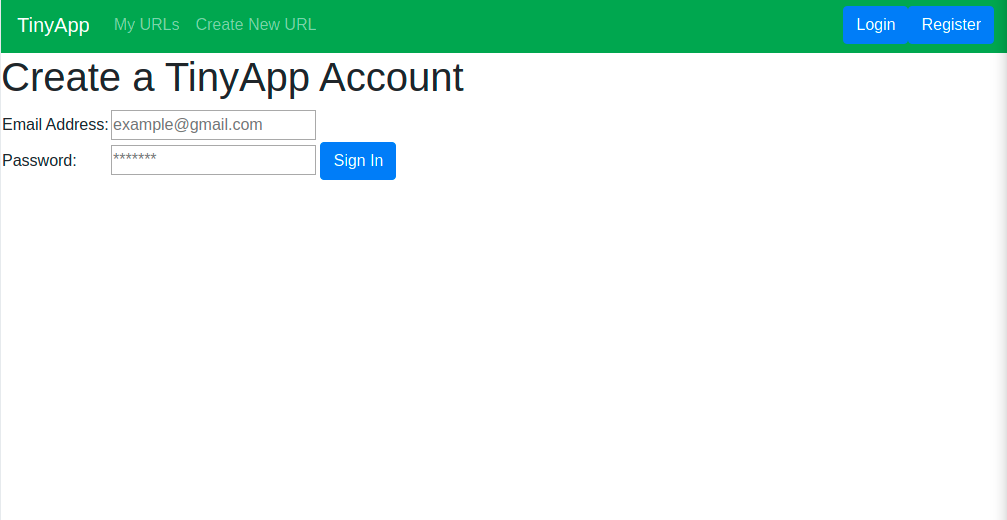 TinyApp My URLs Create New URL Login Register
Create a TinyApp Account
Email Address: example@gmail.com
Password: ******* Sign In